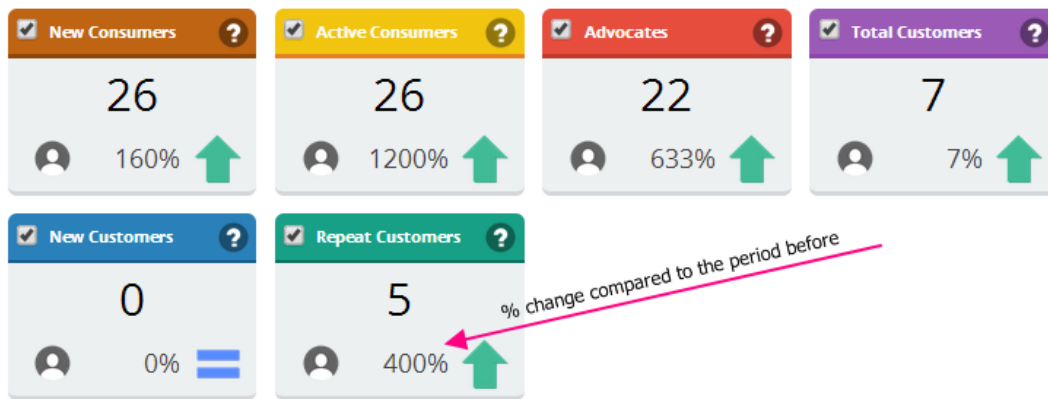 New Consumers ?
Active Consumers ?
Advocates ?
Total Customers ?
26
26
22
7
160%
1200%
633%
7%
New Customers ?
Repeat Customers ?
% change compared to the period before
0
5
0%
400%